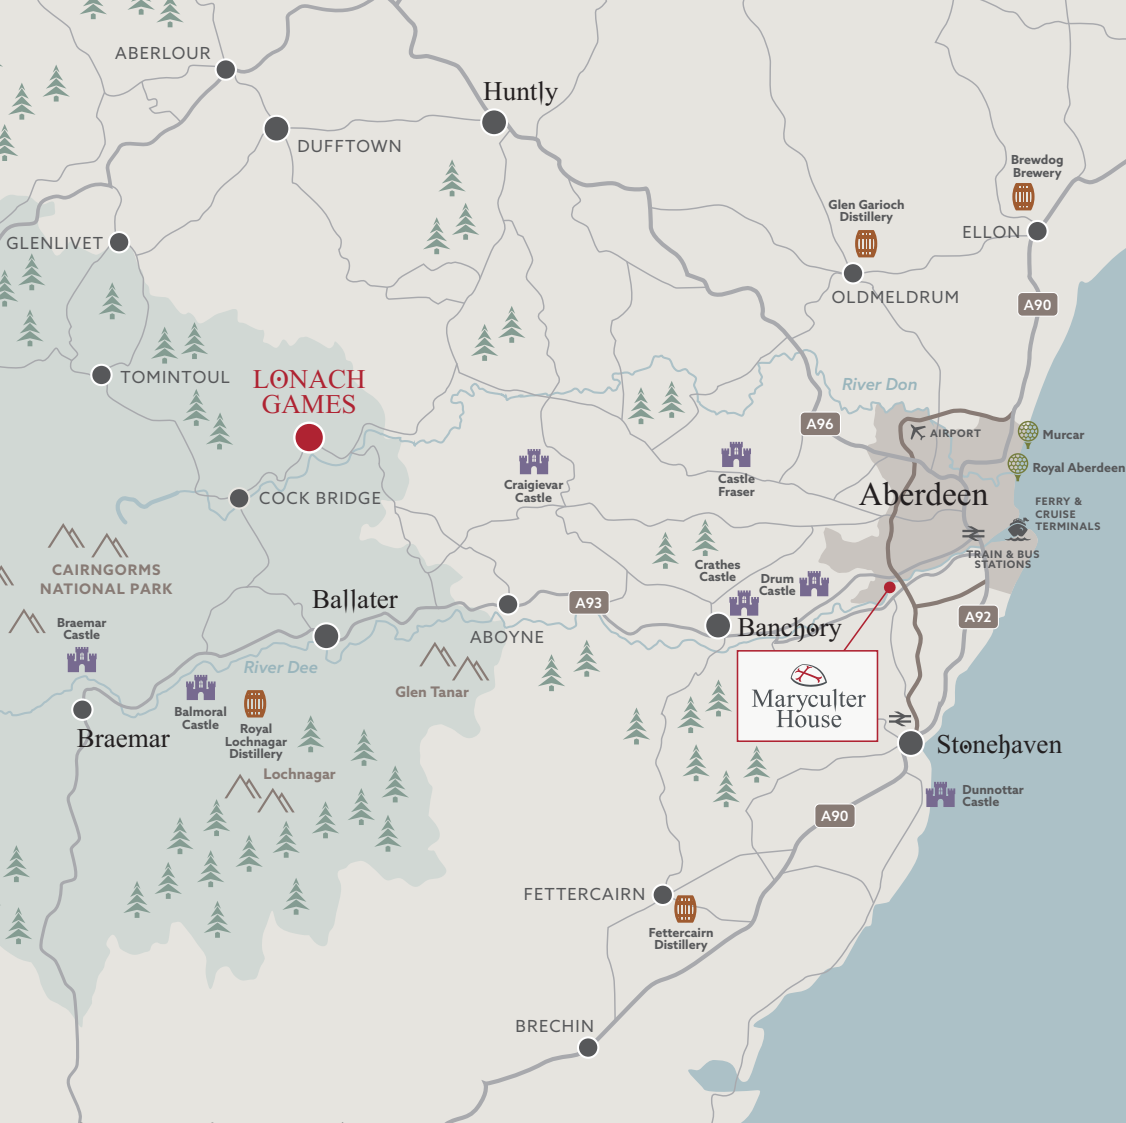 ABERLOUR
Huntly
DUFFTOWN
Brewdog
Brewery
Glen Garioch
Distillery
ELLON
GLENLIVET
OLDMELDRUM
A90
TOMINTOUL
LONACH
GAMES
River Don
A96
AIRPORT
Murcar
Royal Aberdeen
Craigievar
Castle
Castle
Fraser
Aberdeen
COCK BRIDGE
FERRY &
CRUISE
TERMINALS
TRAIN & BUS
STATIONS
CAIRNGORMS
NATIONAL PARK
Crathes
Castle
Drum
Castle
Ballater
A93
ABOYNE
Banchory
A92
Braemar
Castle
River Dee
Glen Tanar
Maryculter
House
Balmoral
Castle
Royal
Lochnagar
Distillery
Braemar
Stonehaven
Lochnagar
Dunnottar
Castle
A90
FETTERCAIRN
Fettercairn
Distillery
BRECHIN